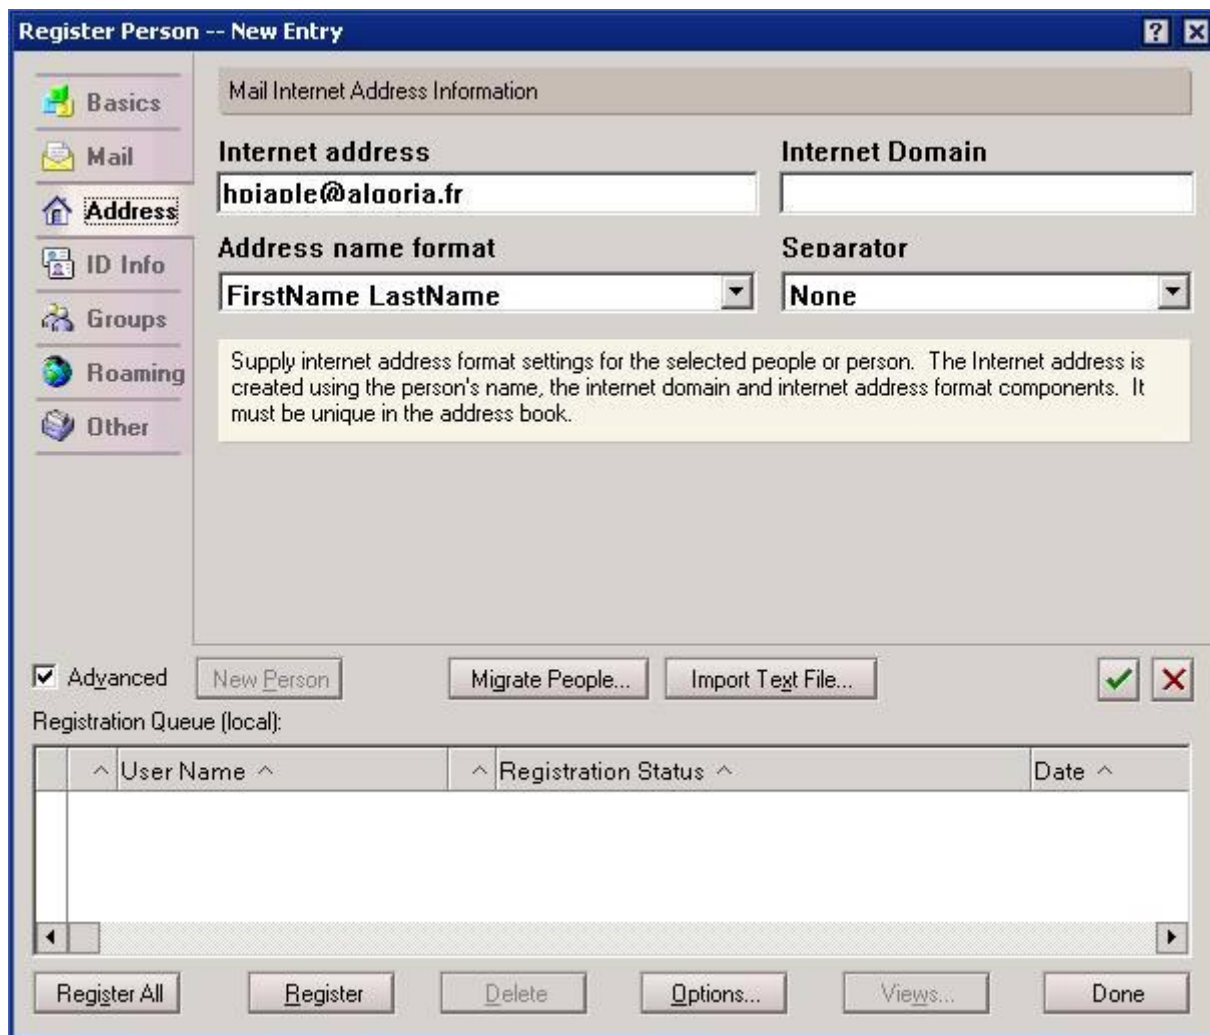 Register Person -- New Entry
Basics
Mail
Address
ID Info
Groups
Roaming
Other
Mail Internet Address Information
Internet address
Internet Domain
Address name format
Separator
FirstName LastName
None
Supply internet address format settings for the selected people or person. The Internet address is
created using the person's name, the internet domain and internet address format components. It
must be unique in the address book.
Advanced
New Person
Migrate People...
Import Text File...
Registration Queue (local):
User Name
Registration Status
Date
Register All
Register
Delete
Options...
Views...
Done